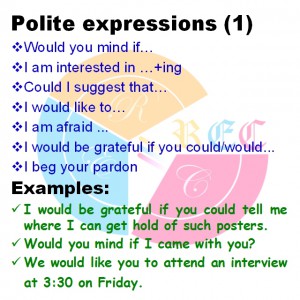 Polite expressions (1)
❖Would you mind if…
❖I am interested in …+ing
❖Could I suggest that…
❖I would like to…
❖I am afraid ...
❖I would be grateful if you could/would...
❖I beg your pardon
Examples:
✓ I would be grateful if you could tell me
where I can get hold of such posters.
✓ Would you mind if I came with you?
✓ We would like you to attend an interview
at 3:30 on Friday.